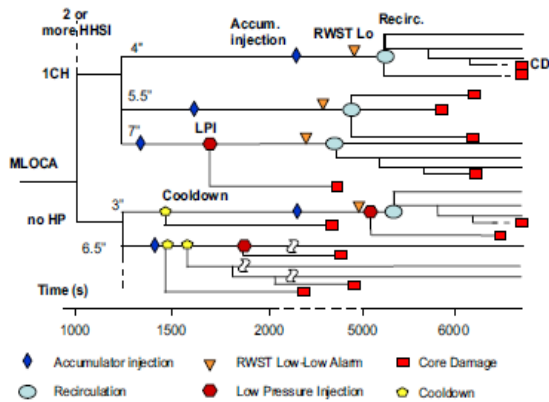 2 or
more HHSI
Accum.
injection
RWST Lo
Recirc.
4"
1CH
CD
5.5"
7"
LPI
MLOCA
Cooldown
3"
no HP
6.5"
Time (s)
1000 1500 2000 5000 6000
Accumulator injection RWST Low-Low Alarm Core Damage
Recirculation Low Pressure Injection Cooldown